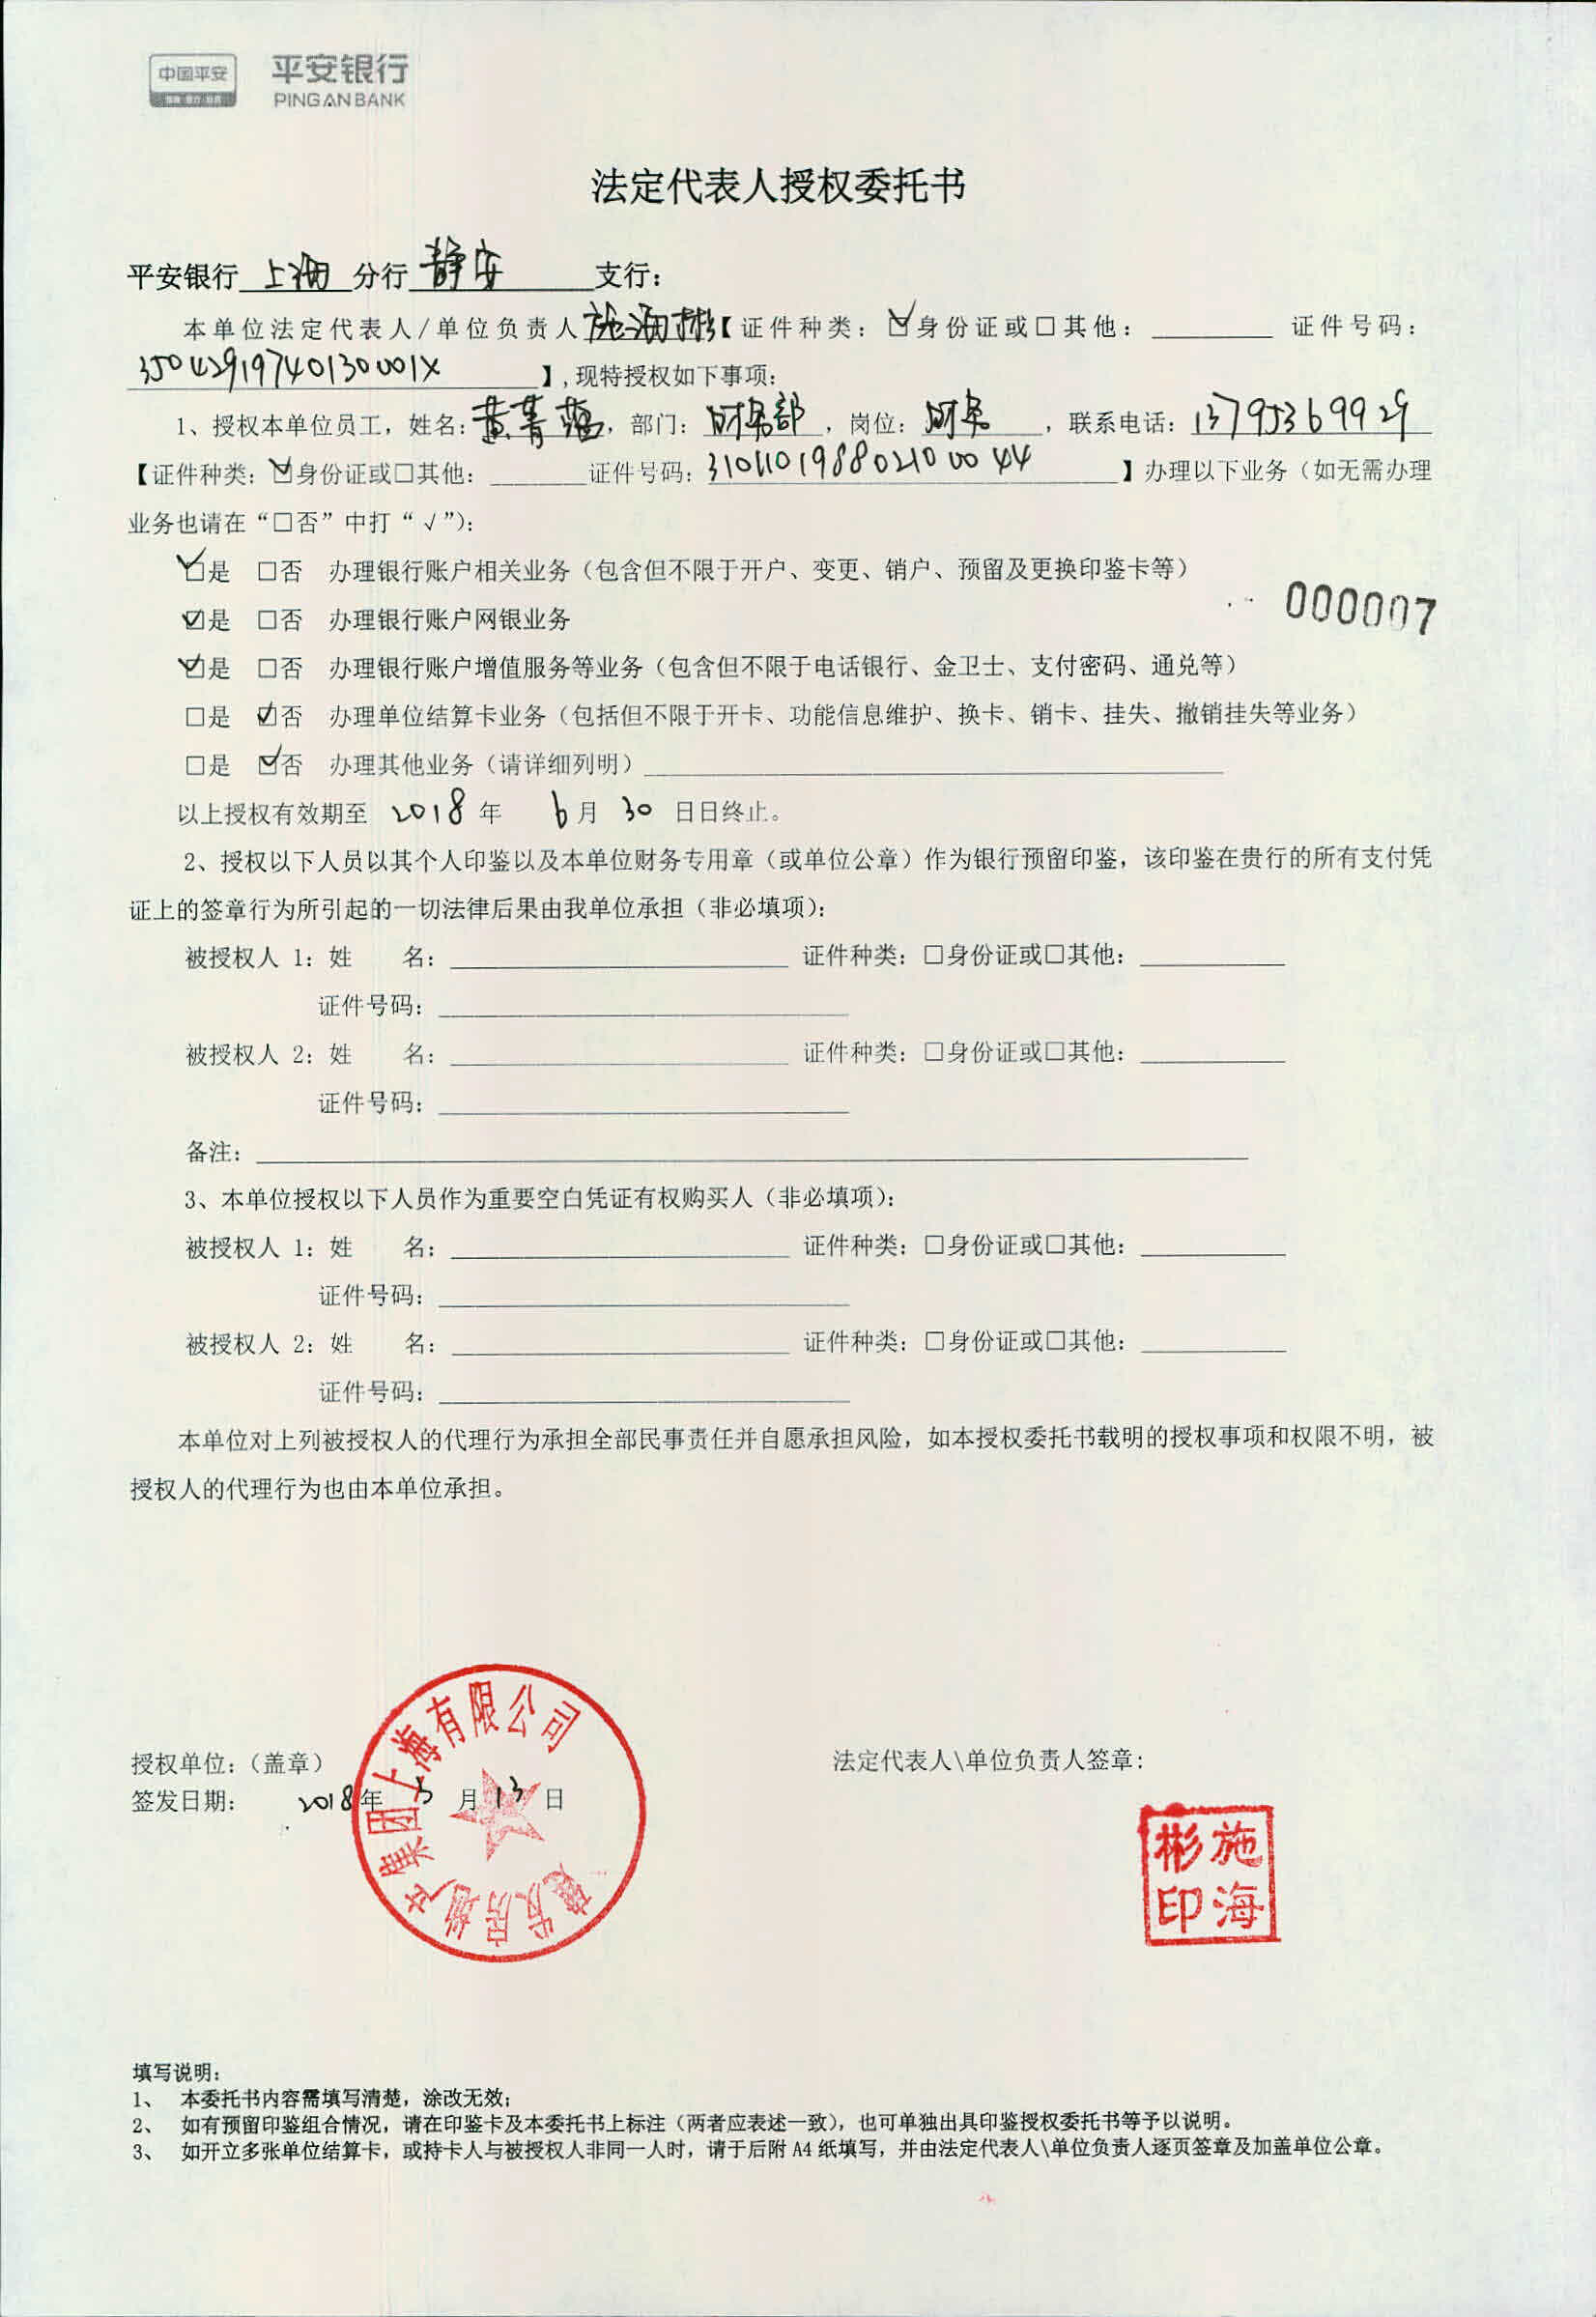 中国平安
平安银行
PING AN BANK
法定代表人授权委托书
平安银行 上海 分行 静安 支行：
本单位法定代表人/单位负责人 施海彬【证件种类：☑身份证或□其他：________ 证件号码：
35042919740130001X 】,现特授权如下事项：
1、授权本单位员工，姓名：黄菁蕴，部门：财务部，岗位：财务，联系电话：13795369929
【证件种类：☑身份证或□其他：________证件号码：310110198802100044 】办理以下业务（如无需办理
业务也请在“□否”中打“√”）：
☑是 □否 办理银行账户相关业务（包含但不限于开户、变更、销户、预留及更换印鉴卡等）
000007
☑是 □否 办理银行账户网银业务
☑是 □否 办理银行账户增值服务等业务（包含但不限于电话银行、金卫士、支付密码、通兑等）
□是 ☑否 办理单位结算卡业务（包括但不限于开卡、功能信息维护、换卡、销卡、挂失、撤销挂失等业务）
□是 ☑否 办理其他业务（请详细列明）________
以上授权有效期至 2018 年 6 月 30 日日终止。
2、授权以下人员以其个人印鉴以及本单位财务专用章（或单位公章）作为银行预留印鉴，该印鉴在贵行的所有支付凭
证上的签章行为所引起的一切法律后果由我单位承担（非必填项）：
被授权人 1：姓 名：________ 证件种类：□身份证或□其他：________
证件号码：________
被授权人 2：姓 名：________ 证件种类：□身份证或□其他：________
证件号码：________
备注：________
3、本单位授权以下人员作为重要空白凭证有权购买人（非必填项）：
被授权人 1：姓 名：________ 证件种类：□身份证或□其他：________
证件号码：________
被授权人 2：姓 名：________ 证件种类：□身份证或□其他：________
证件号码：________
本单位对上列被授权人的代理行为承担全部民事责任并自愿承担风险，如本授权委托书载明的授权事项和权限不明，被
授权人的代理行为也由本单位承担。
授权单位：（盖章）
法定代表人\单位负责人签章：
签发日期： 2018年 3 月 13 日
发房地产集团上海有限公司
施海彬印
填写说明：
1、 本委托书内容需填写清楚，涂改无效；
2、 如有预留印鉴组合情况，请在印鉴卡及本委托书上标注（两者应表述一致），也可单独出具印鉴授权委托书等予以说明。
3、 如开立多张单位结算卡，或持卡人与被授权人非同一人时，请于后附 A4 纸填写，并由法定代表人\单位负责人逐页签章及加盖单位公章。